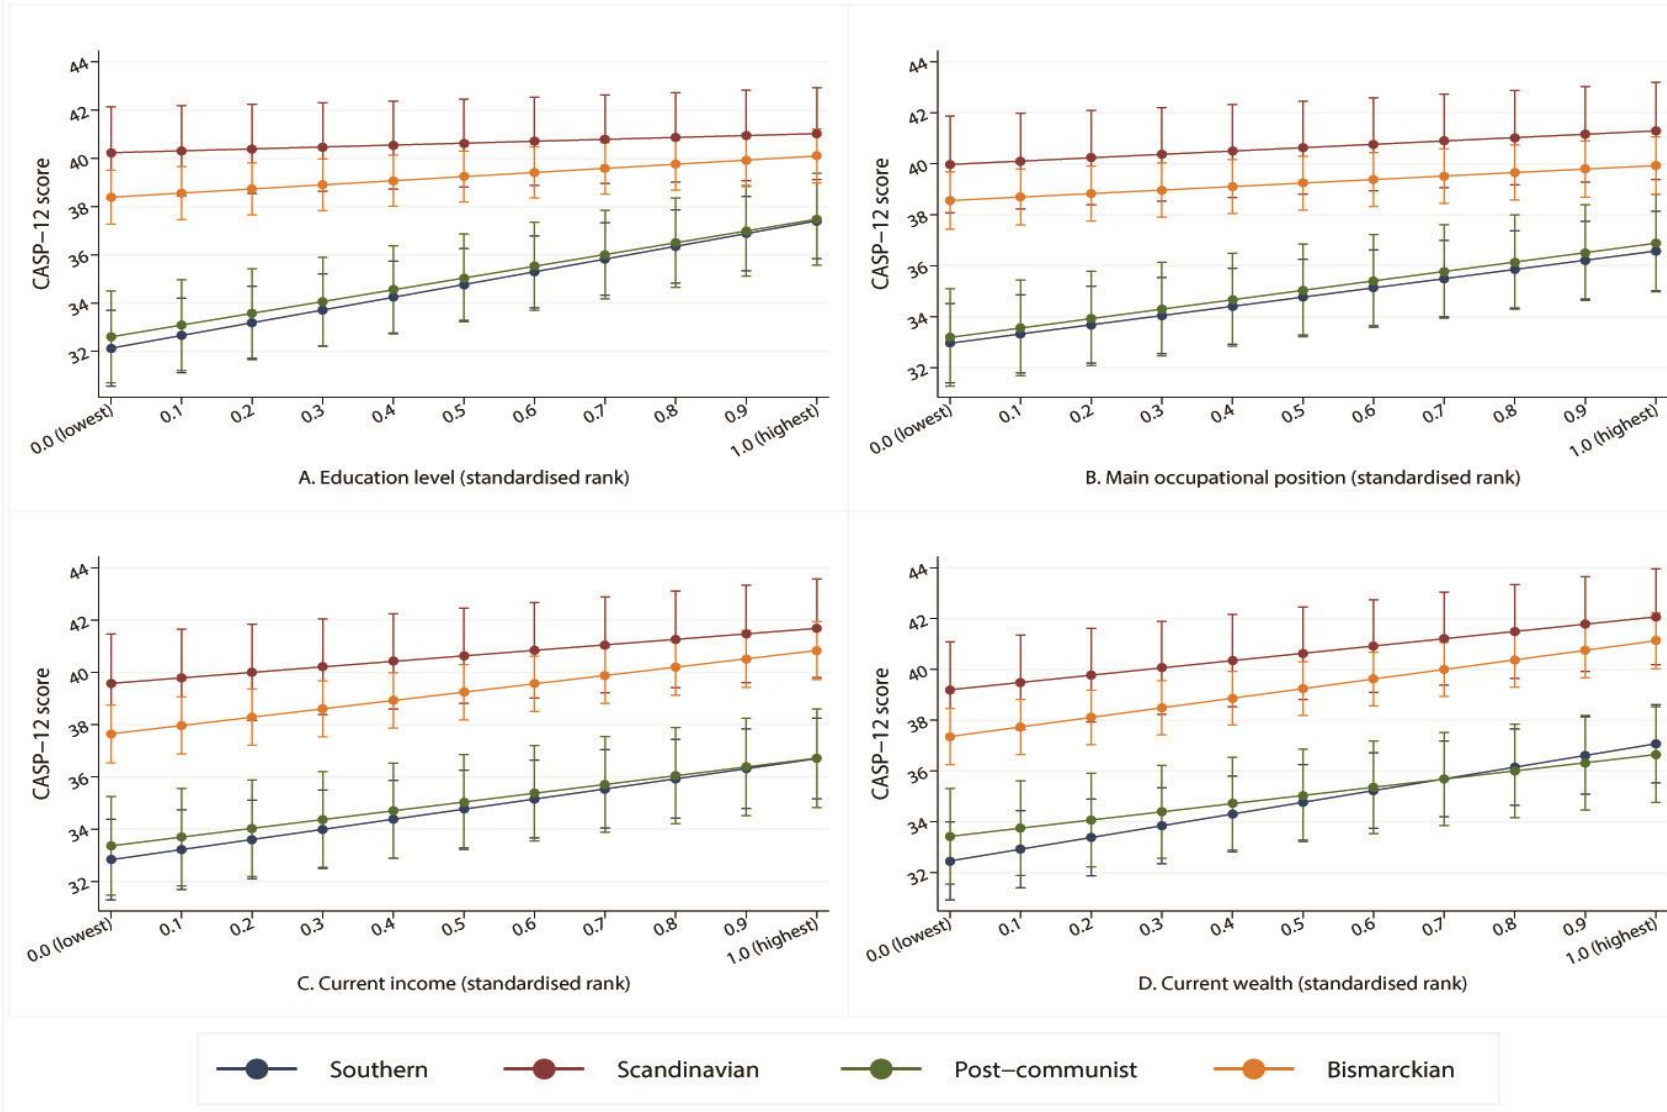 44
42
40
38
36
34
32
CASP–12 score
0.0 (lowest) 0.1 0.2 0.3 0.4 0.5 0.6 0.7 0.8 0.9 1.0 (highest)
A. Education level (standardised rank)
44
42
40
38
36
34
32
CASP–12 score
0.0 (lowest) 0.1 0.2 0.3 0.4 0.5 0.6 0.7 0.8 0.9 1.0 (highest)
B. Main occupational position (standardised rank)
44
42
40
38
36
34
32
CASP–12 score
0.0 (lowest) 0.1 0.2 0.3 0.4 0.5 0.6 0.7 0.8 0.9 1.0 (highest)
C. Current income (standardised rank)
44
42
40
38
36
34
32
CASP–12 score
0.0 (lowest) 0.1 0.2 0.3 0.4 0.5 0.6 0.7 0.8 0.9 1.0 (highest)
D. Current wealth (standardised rank)
Southern Scandinavian Post–communist Bismarckian